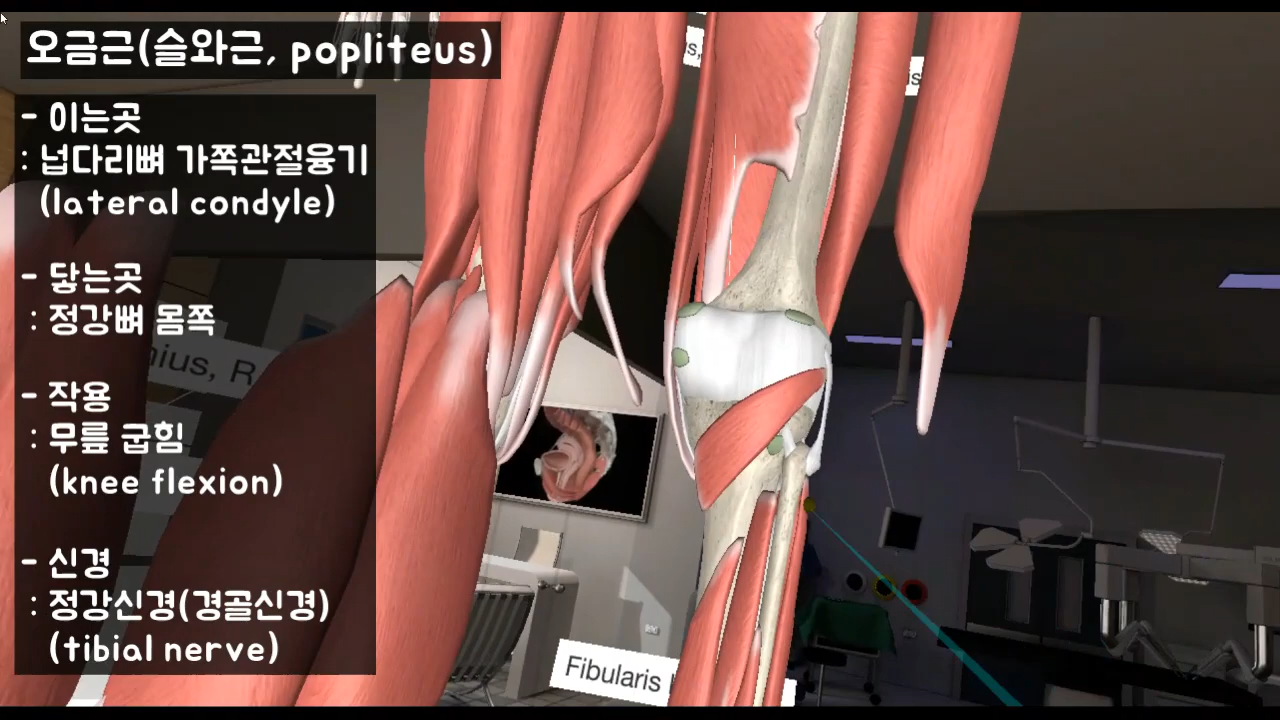 오금근(슬와근, popliteus)
- 이는곳
: 넙다리뼈 가쪽관절융기
(lateral condyle)
- 닿는곳
: 정강뼈 몸쪽
- 작용
: 무릎 굽힘
(knee flexion)
- 신경
: 정강신경(경골신경)
(tibial nerve)
nius, R
Fibularis